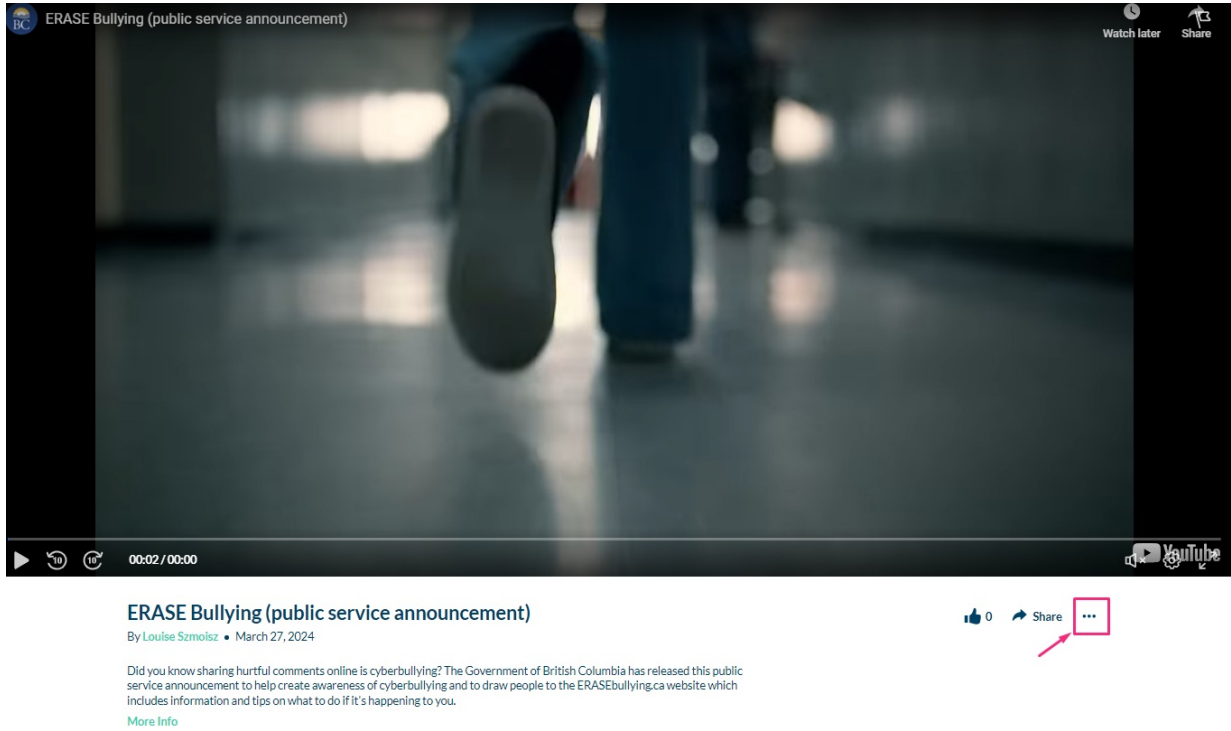 BC
ERASE Bullying (public service announcement)
Watch later
Share
10
10
00:02 / 00:00
YouTube
ERASE Bullying (public service announcement)
By Louise Szmoisz • March 27, 2024
0
Share
Did you know sharing hurtful comments online is cyberbullying? The Government of British Columbia has released this public
service announcement to help create awareness of cyberbullying and to draw people to the ERASEbullying.ca website which
includes information and tips on what to do if it's happening to you.
More Info